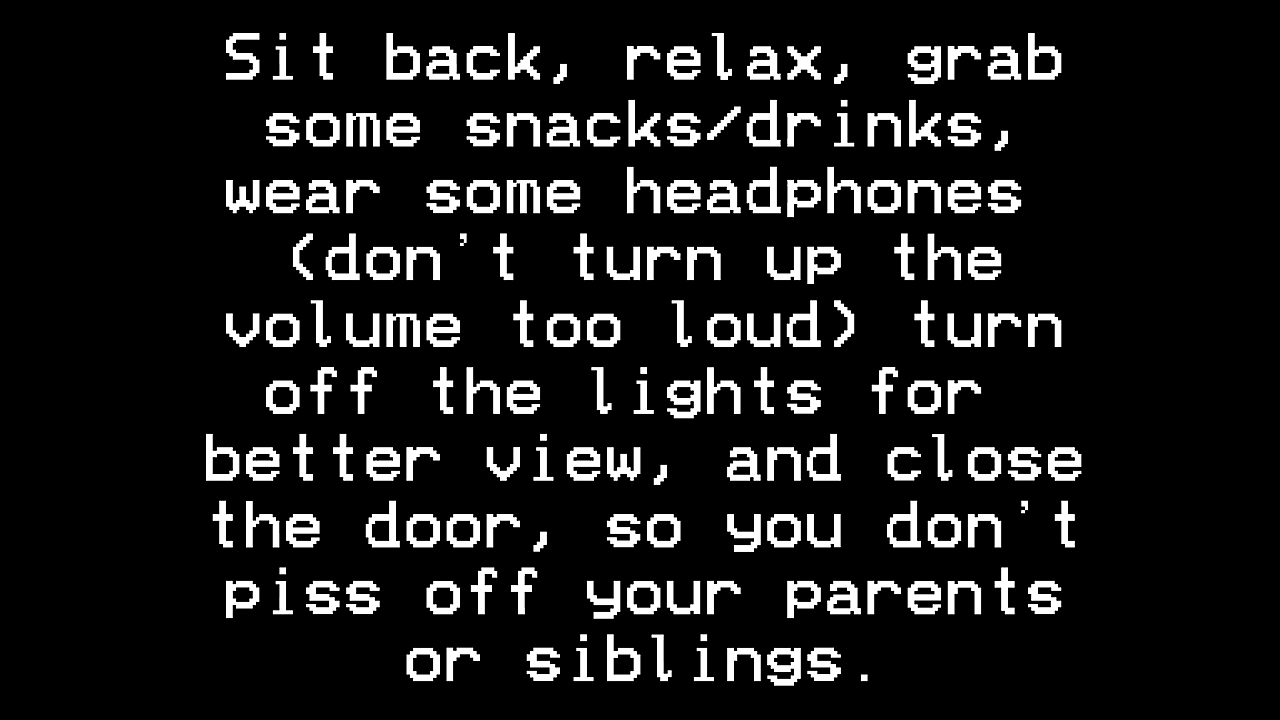 Sit back, relax, grab
some snacks/drinks,
wear some headphones
(don't turn up the
volume too loud) turn
off the lights for
better view, and close
the door, so you don't
piss off your parents
or siblings.